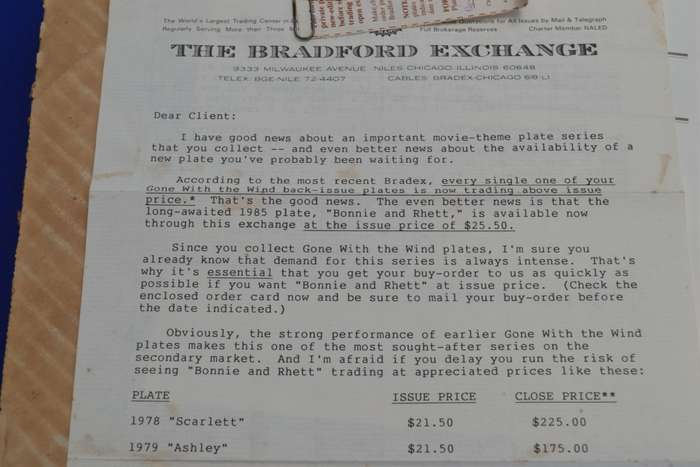 The World's Largest Trading Center in
Regularly Serving More than Three
for All Issues by Mail & Telegraph
Full Brokerage Reserves Charter Member NALED
THE BRADFORD EXCHANGE
9333 MILWAUKEE AVENUE NILES CHICAGO, ILLINOIS 60648
TELEX: BGE-NILE 72-4407 CABLES: BRADEX-CHICAGO
Dear Client:
I have good news about an important movie-theme plate series
that you collect -- and even better news about the availability of a
new plate you've probably been waiting for.
According to the most recent Bradex, every single one of your
Gone With the Wind back-issue plates is now trading above issue
price.* That's the good news. The even better news is that the
long-awaited 1985 plate, "Bonnie and Rhett," is available now
through this exchange at the issue price of $25.50.
Since you collect Gone With the Wind plates, I'm sure you
already know that demand for this series is always intense. That's
why it's essential that you get your buy-order to us as quickly as
possible if you want "Bonnie and Rhett" at issue price. (Check the
enclosed order card now and be sure to mail your buy-order before
the date indicated.)
Obviously, the strong performance of earlier Gone With the Wind
plates makes this one of the most sought-after series on the
secondary market. And I'm afraid if you delay you run the risk of
seeing "Bonnie and Rhett" trading at appreciated prices like these:
PLATE ISSUE PRICE CLOSE PRICE**
1978 "Scarlett" $21.50 $225.00
1979 "Ashley" $21.50 $175.00